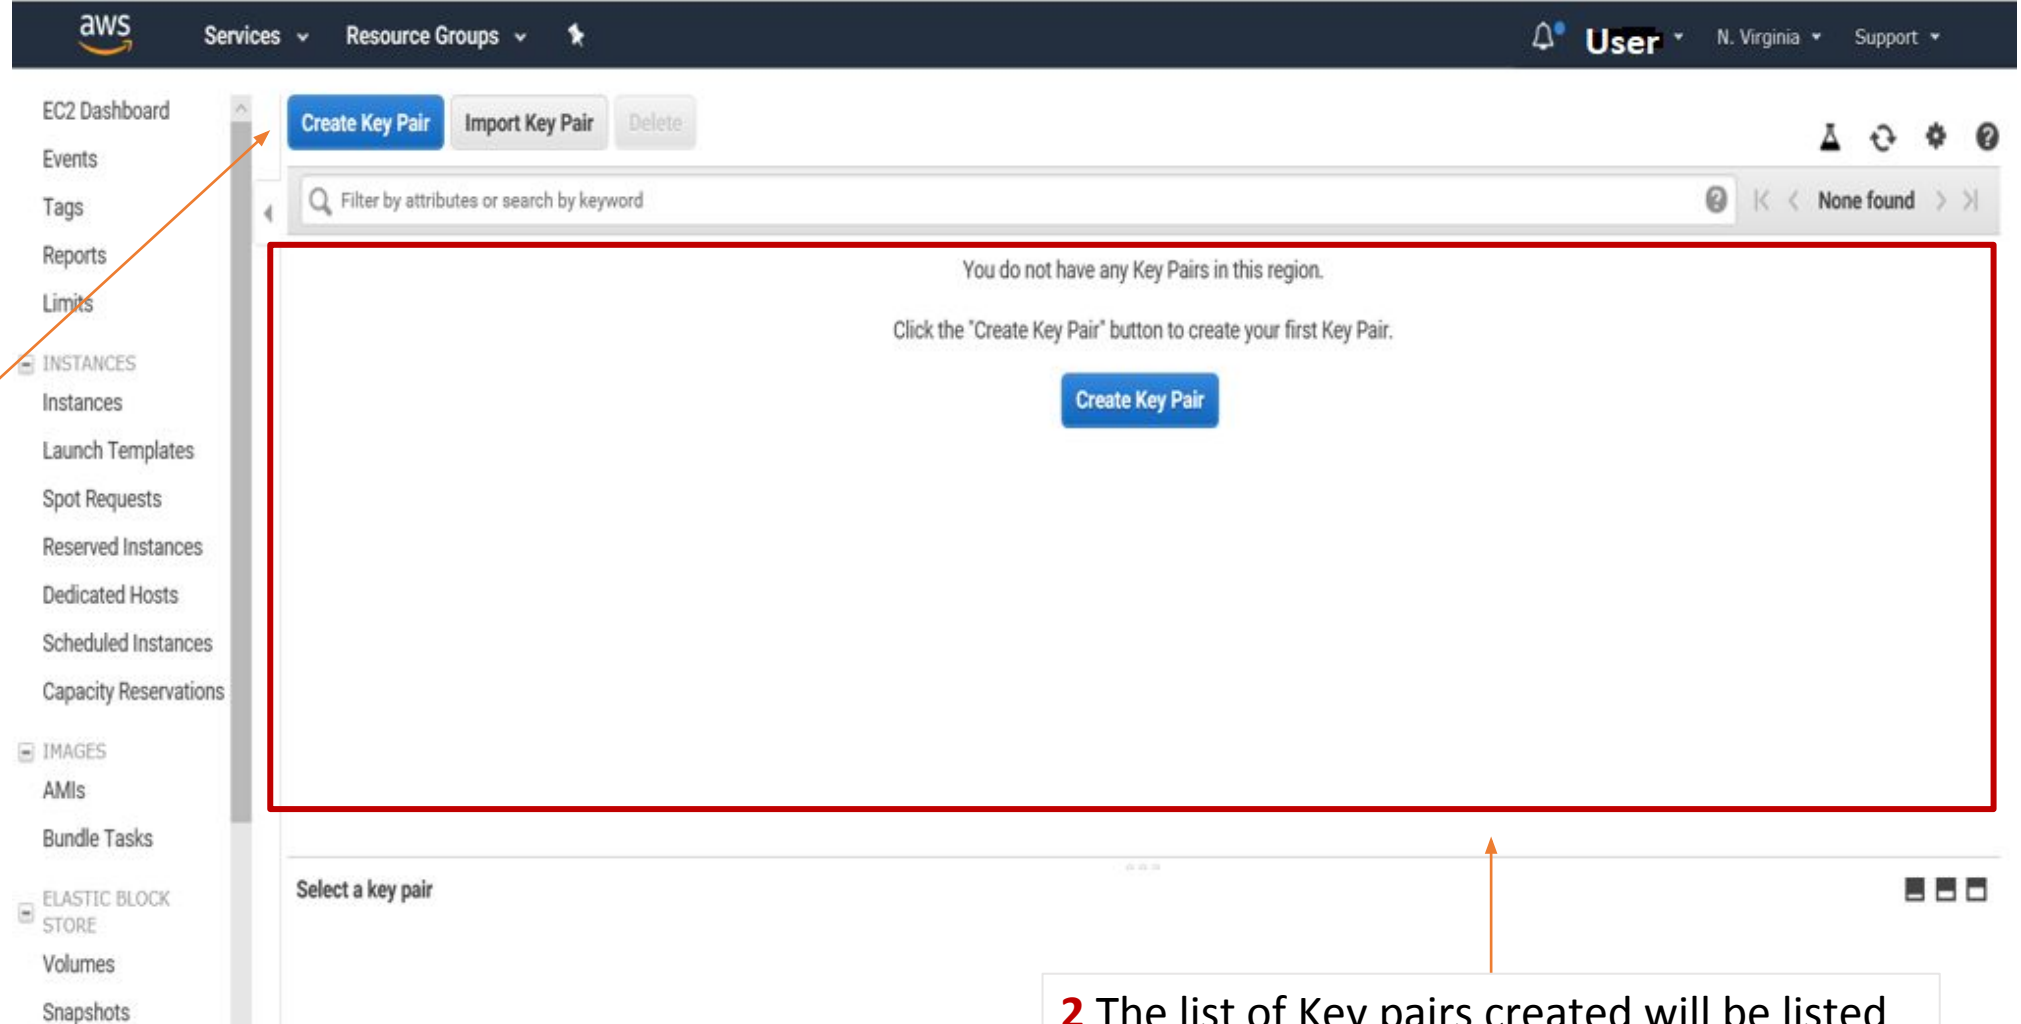 aws Services Resource Groups User N. Virginia Support
EC2 Dashboard
Events
Tags
Reports
Limits
INSTANCES
Instances
Launch Templates
Spot Requests
Reserved Instances
Dedicated Hosts
Scheduled Instances
Capacity Reservations
IMAGES
AMIs
Bundle Tasks
ELASTIC BLOCK
STORE
Volumes
Snapshots
Create Key Pair Import Key Pair Delete
Filter by attributes or search by keyword None found
You do not have any Key Pairs in this region.
Click the "Create Key Pair" button to create your first Key Pair.
Create Key Pair
Select a key pair
2 The list of Key pairs created will be listed